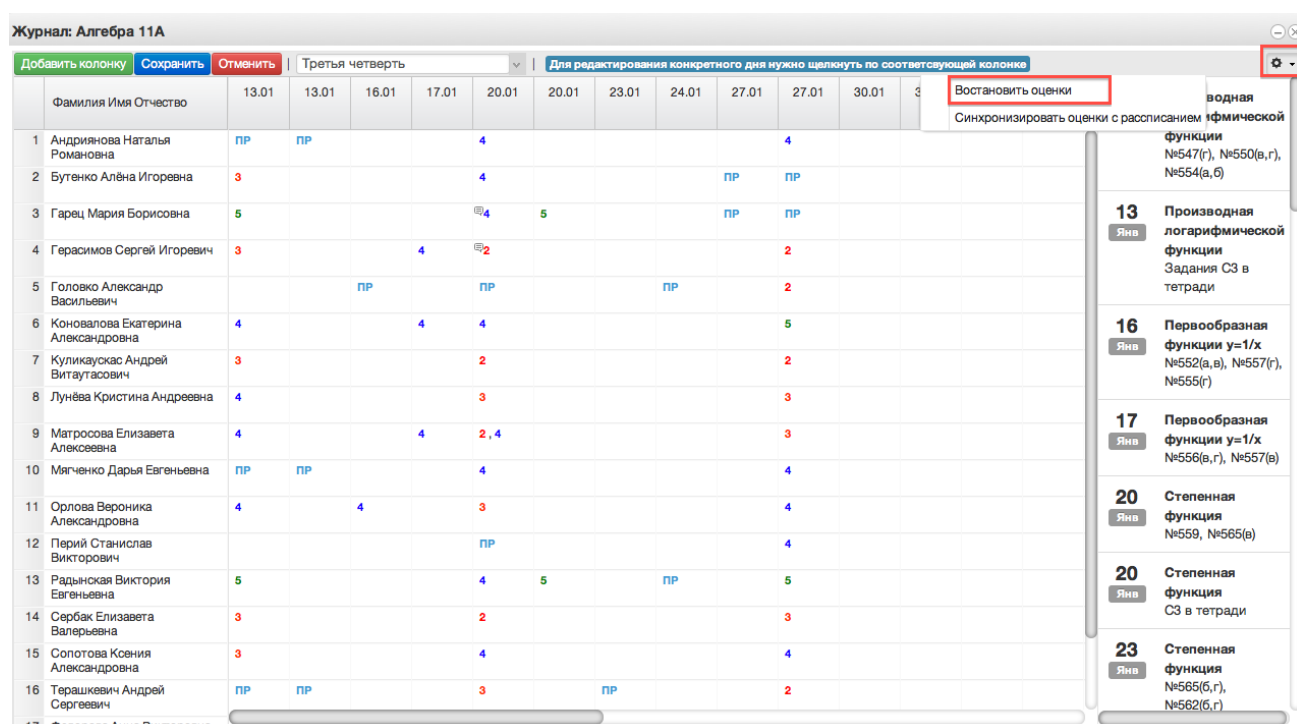 Журнал: Алгебра 11А
Добавить колонку Сохранить Отменить | Третья четверть | Для редактирования конкретного дня нужно щелкнуть по соответсвующей колонке
Востановить оценки
Синхронизировать оценки с рассписанием
Фамилия Имя Отчество 13.01 13.01 16.01 17.01 20.01 20.01 23.01 24.01 27.01 27.01 30.01 3
1 Андриянова Наталья ПР ПР 4 4
Романовна
2 Бутенко Алёна Игоревна 3 4 ПР ПР
3 Гарец Мария Борисовна 5 4 5 ПР ПР
4 Герасимов Сергей Игоревич 3 4 2 2
5 Головко Александр ПР ПР ПР 2
Васильевич
6 Коновалова Екатерина 4 4 4 5
Александровна
7 Куликаускас Андрей 3 2 2
Витаутасович
8 Лунёва Кристина Андреевна 4 3 3
9 Матросова Елизавета 4 4 2 , 4 3
Алексеевна
10 Мягченко Дарья Евгеньевна ПР ПР 4 4
11 Орлова Вероника 4 4 3 4
Александровна
12 Перий Станислав ПР 4
Викторович
13 Радынская Виктория 5 4 5 ПР 5
Евгеньевна
14 Сербак Елизавета 3 2 3
Валерьевна
15 Сопотова Ксения 3 4 4
Александровна
16 Терашкевич Андрей ПР ПР 3 ПР 2
Сергеевич
водная
ифмической
функции
№547(г), №550(в,г),
№554(а,б)
13 Производная
Янв логарифмической
функции
Задания С3 в
тетради
16 Первообразная
Янв функции y=1/x
№552(а,в), №557(г),
№555(г)
17 Первообразная
Янв функции y=1/x
№556(в,г), №557(в)
20 Степенная
Янв функция
№559, №565(в)
20 Степенная
Янв функция
С3 в тетради
23 Степенная
Янв функция
№565(б,г),
№562(б,г)